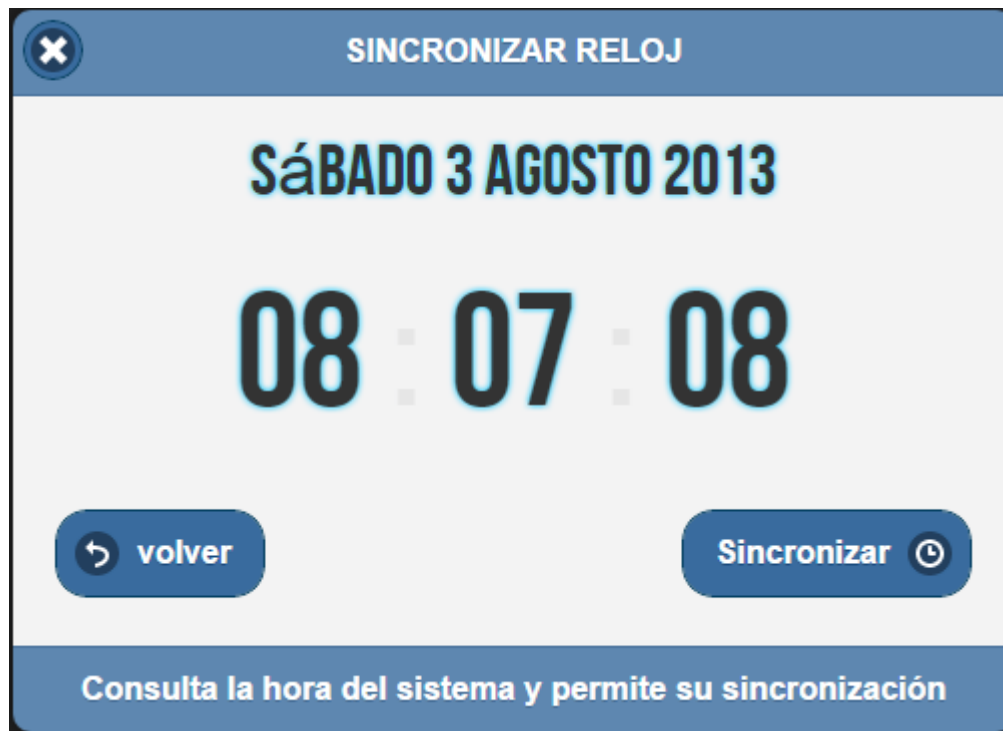 SINCRONIZAR RELOJ
SáBADO 3 AGOSTO 2013
08 : 07 : 08
volver
Sincronizar
Consulta la hora del sistema y permite su sincronización